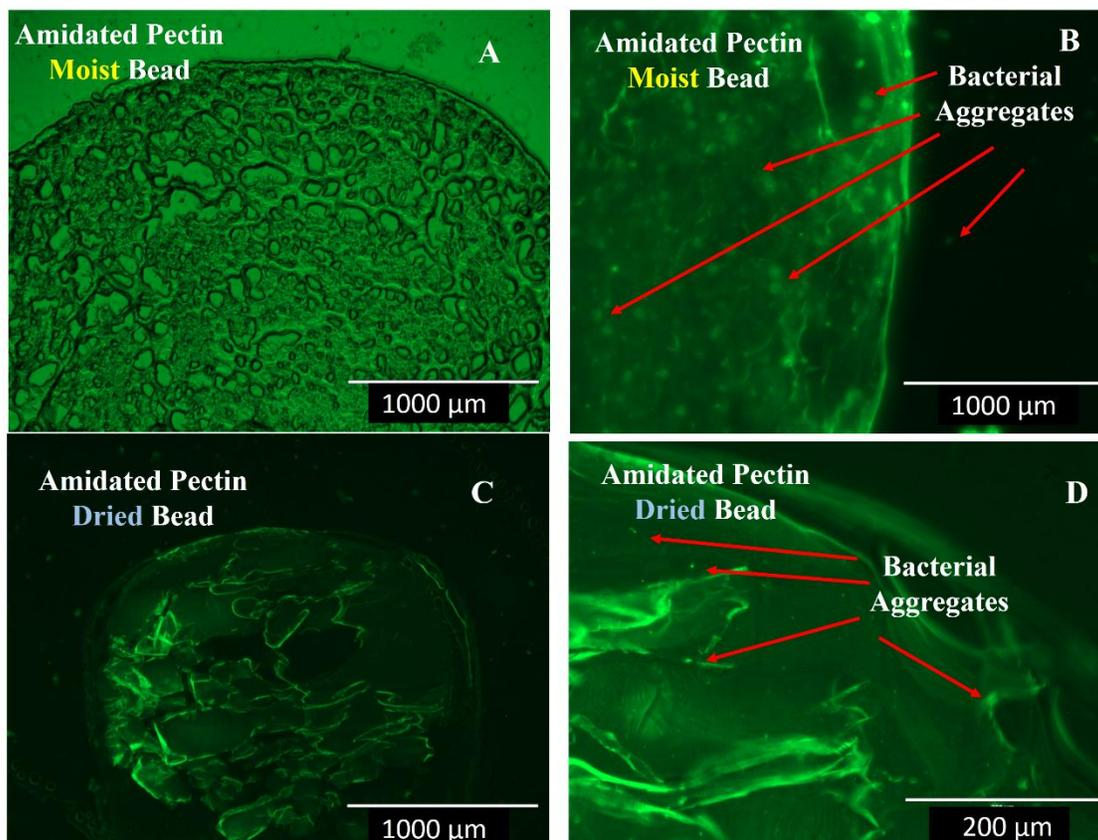 Amidated Pectin
Moist Bead
A
1000 µm
Amidated Pectin
Moist Bead
B
Bacterial
Aggregates
1000 µm
Amidated Pectin
Dried Bead
C
1000 µm
Amidated Pectin
Dried Bead
D
Bacterial
Aggregates
200 µm